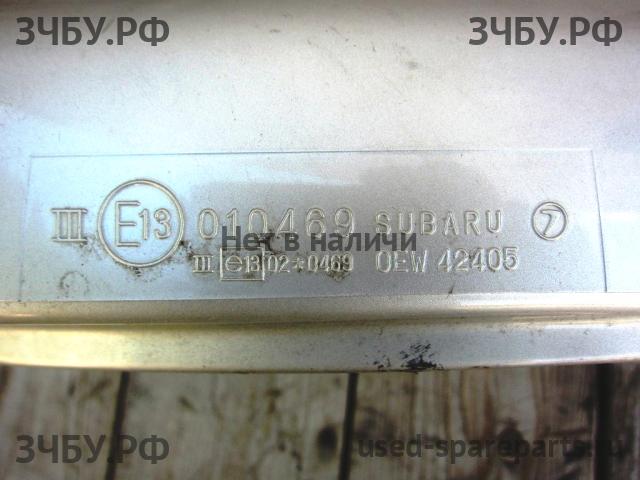 ЗЧБУ.РФ ЗЧБУ.РФ
III E13 010469 SUBARU 7
Нет в наличи
III e13 02*0469 OEW 42405
ЗЧБУ.РФ used-spareparts.ru